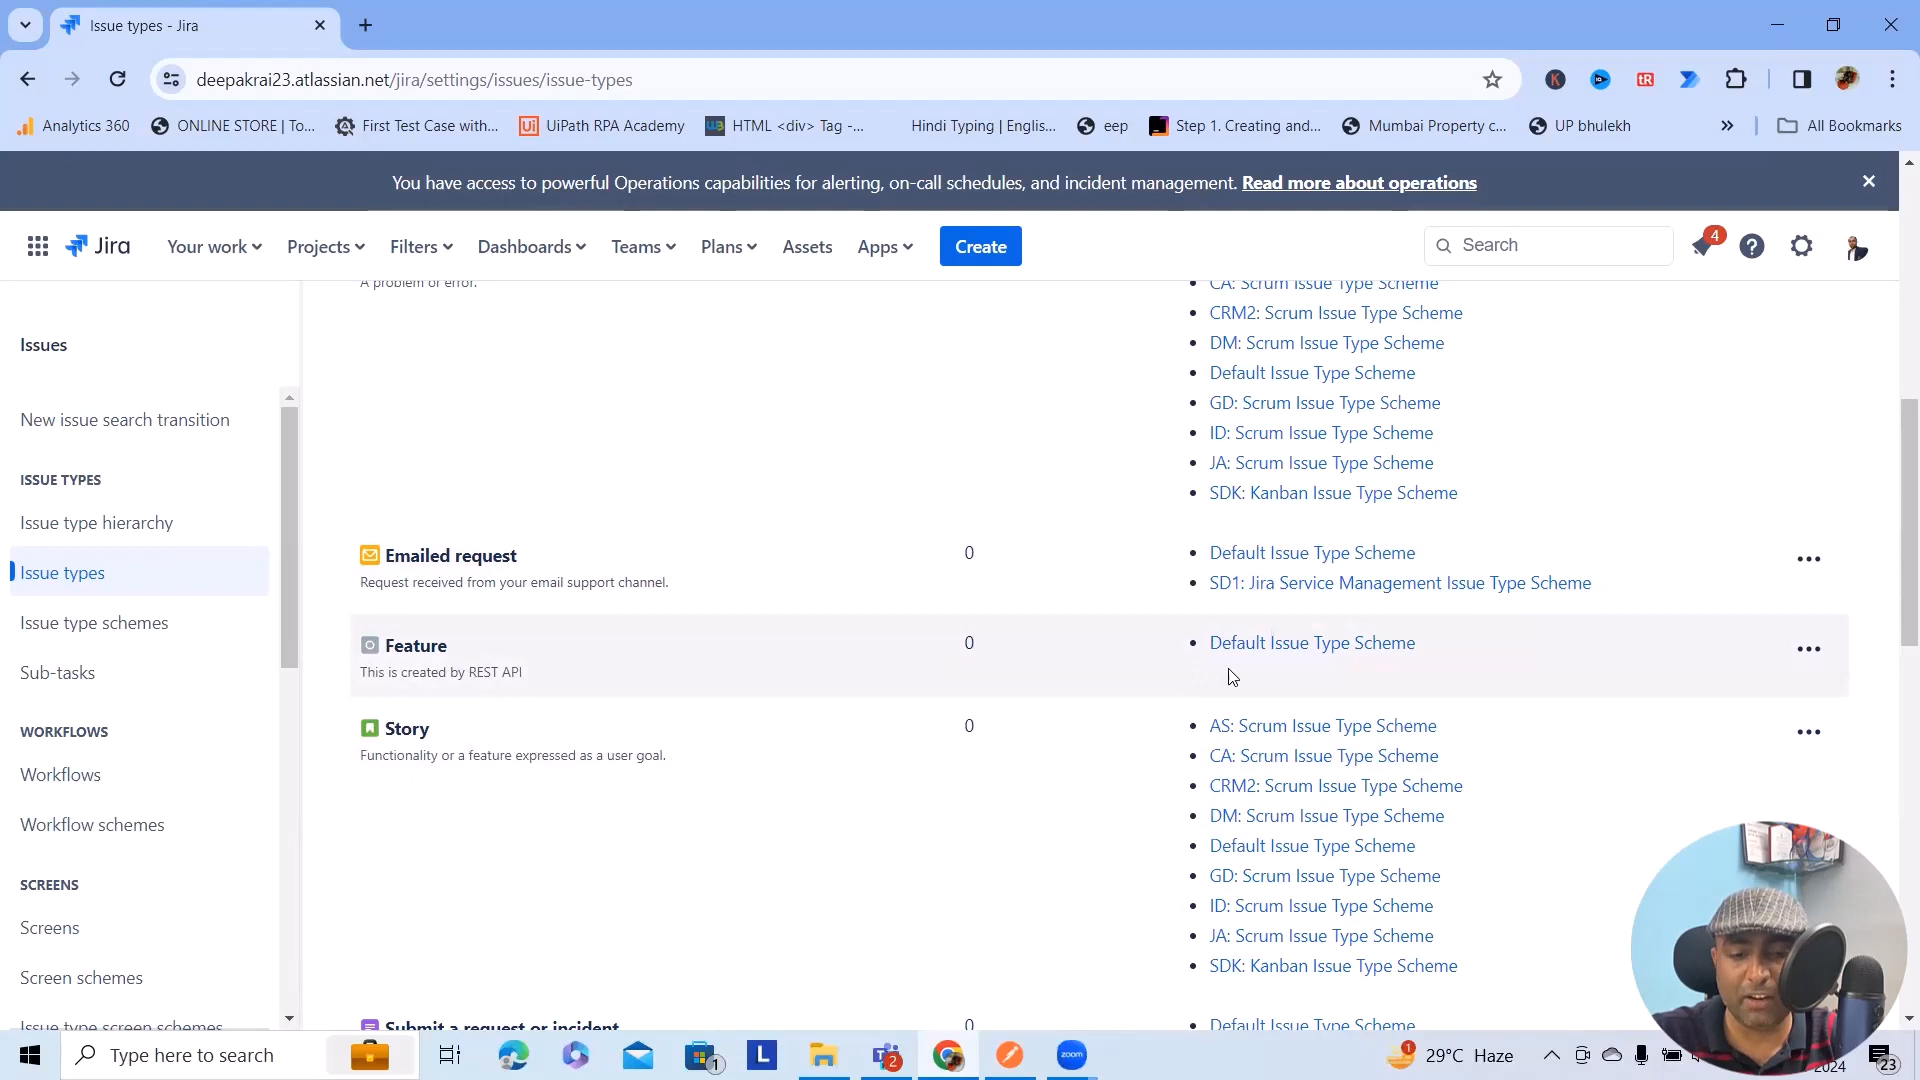 Issue types - Jira
deepakrai23.atlassian.net/jira/settings/issues/issue-types
Analytics 360
ONLINE STORE | To...
First Test Case with...
UiPath RPA Academy
HTML <div> Tag -...
Hindi Typing | Englis...
eep
Step 1. Creating and...
Mumbai Property c...
UP bhulekh
All Bookmarks
You have access to powerful Operations capabilities for alerting, on-call schedules, and incident management. Read more about operations
Jira
Your work
Projects
Filters
Dashboards
Teams
Plans
Assets
Apps
Create
Search
4
Issues
New issue search transition
ISSUE TYPES
Issue type hierarchy
Issue types
Issue type schemes
Sub-tasks
WORKFLOWS
Workflows
Workflow schemes
SCREENS
Screens
Screen schemes
Issue type screen schemes
A problem or error.
CA: Scrum Issue Type Scheme
CRM2: Scrum Issue Type Scheme
DM: Scrum Issue Type Scheme
Default Issue Type Scheme
GD: Scrum Issue Type Scheme
ID: Scrum Issue Type Scheme
JA: Scrum Issue Type Scheme
SDK: Kanban Issue Type Scheme
Emailed request
Request received from your email support channel.
0
Default Issue Type Scheme
SD1: Jira Service Management Issue Type Scheme
Feature
This is created by REST API
0
Default Issue Type Scheme
Story
Functionality or a feature expressed as a user goal.
0
AS: Scrum Issue Type Scheme
CA: Scrum Issue Type Scheme
CRM2: Scrum Issue Type Scheme
DM: Scrum Issue Type Scheme
Default Issue Type Scheme
GD: Scrum Issue Type Scheme
ID: Scrum Issue Type Scheme
JA: Scrum Issue Type Scheme
SDK: Kanban Issue Type Scheme
Submit a request or incident
0
Default Issue Type Scheme
Type here to search
1
L
2
zoom
1
29°C Haze
2024
23